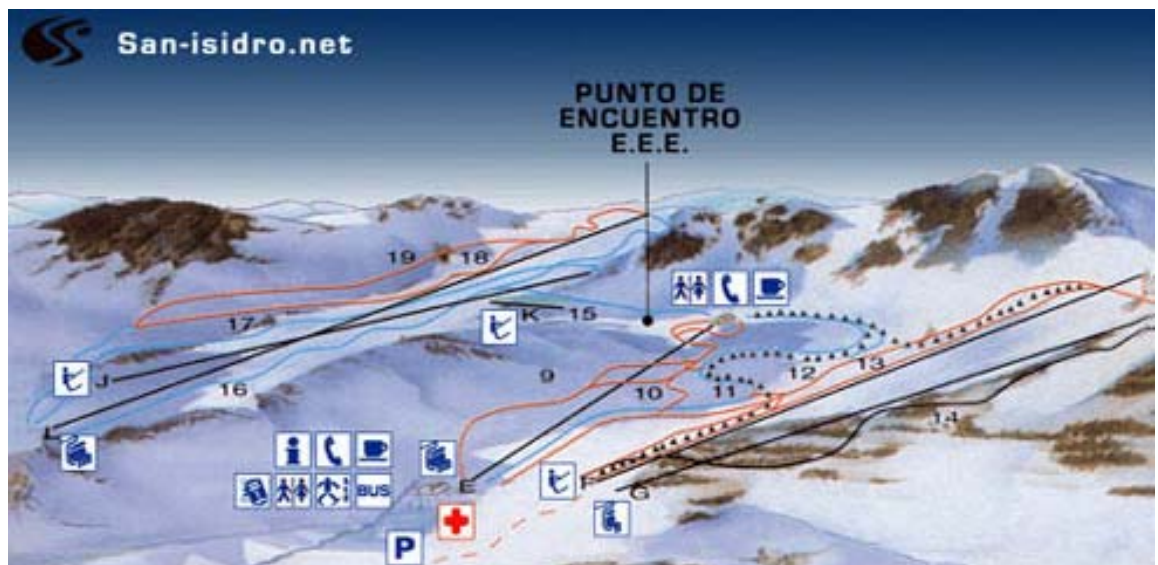 San-isidro.net
PUNTO DE
ENCUENTRO
E.E.E.
19
18
17
K
15
J
16
9
10
11
12
13
14
L
E
F
G
BUS
P